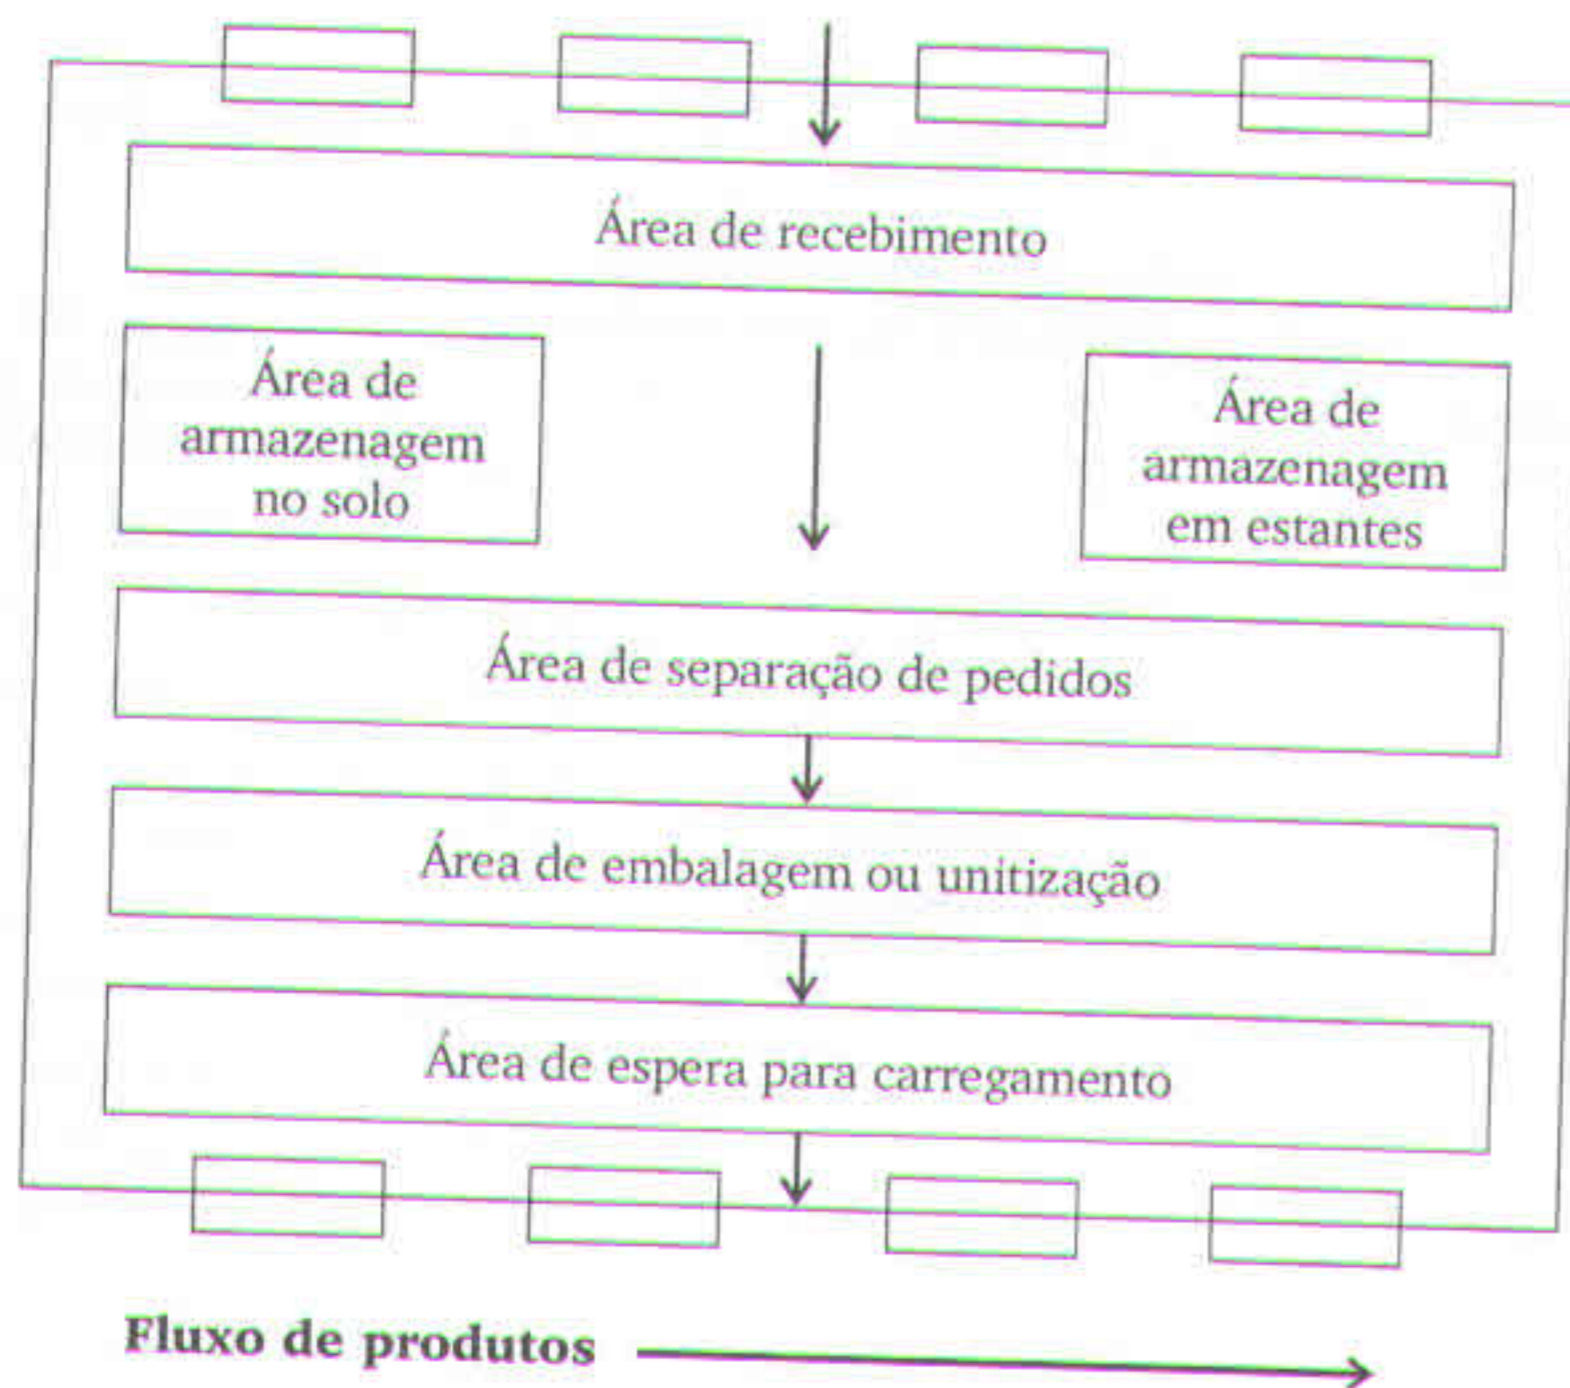 Área de recebimento
Área de
armazenagem
no solo
Área de
armazenagem
em estantes
Área de separação de pedidos
Área de embalagem ou unitização
Área de espera para carregamento
Fluxo de produtos